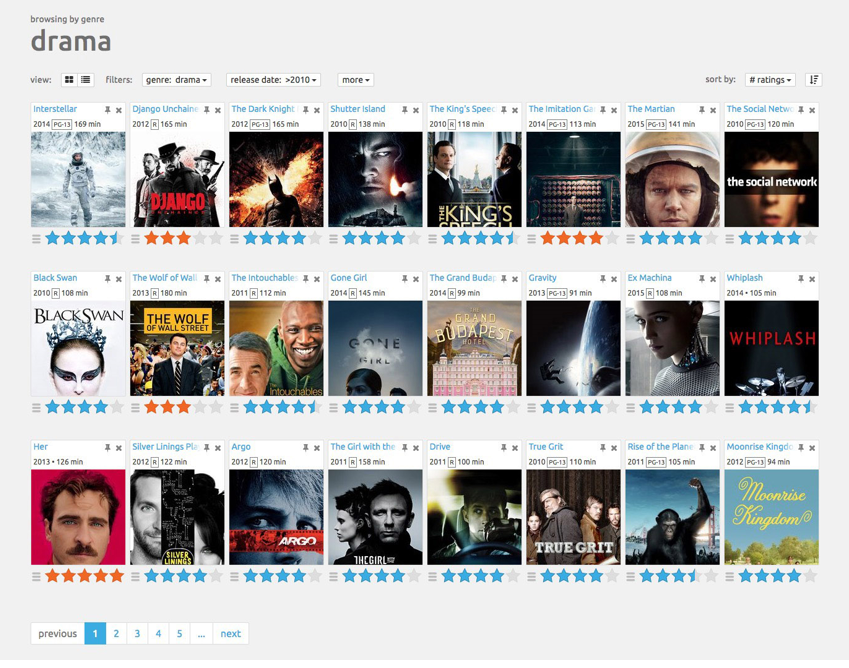 browsing by genre
drama
view: filters: genre: drama release date: >2010 more sort by: # ratings
Interstellar Django Unchaine The Dark Knight Shutter Island The King's Speec The Imitation Ga The Martian The Social Netwo
2014 PG-13 169 min 2012 R 165 min 2012 PG-13 165 min 2010 R 138 min 2010 R 118 min 2014 PG-13 113 min 2015 PG-13 141 min 2010 PG-13 120 min
DJANGO
UNCHAINED
THE
KING'S
SPEECH
the social network
Black Swan The Wolf of Wall The Intouchables Gone Girl The Grand Budap Gravity Ex Machina Whiplash
2010 R 108 min 2013 R 180 min 2011 R 112 min 2014 R 145 min 2014 R 99 min 2013 PG-13 91 min 2015 R 108 min 2014 • 105 min
BLACK SWAN
THE WOLF
OF WALL STREET
Intouchables
GONE
GIRL
THE
GRAND
BUDAPEST
HOTEL
WHIPLASH
Her Silver Linings Pla Argo The Girl with the Drive True Grit Rise of the Plane Moonrise Kingdo
2013 • 126 min 2012 R 122 min 2012 R 120 min 2011 R 158 min 2011 R 100 min 2010 PG-13 110 min 2011 PG-13 105 min 2012 PG-13 94 min
SILVER
LININGS
ARGO
THE GIRL
TRUE GRIT
Moonrise
Kingdom
previous 1 2 3 4 5 ... next